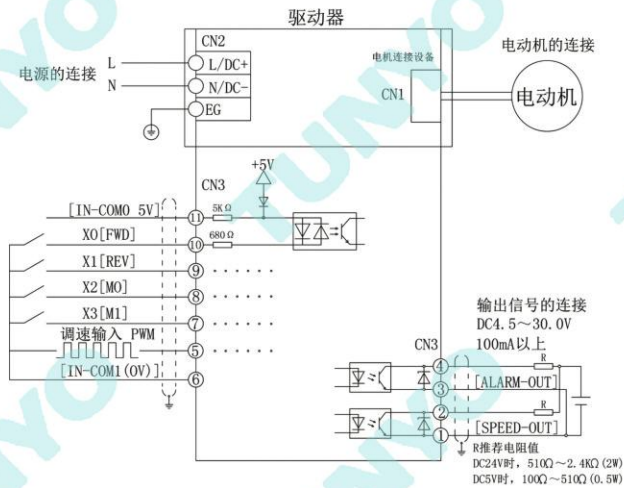 驱动器
CN2
L
L/DC+
电源的连接
N
N/DC-
EG
电机连接设备
CN1
电动机的连接
电动机
+5V
CN3
[IN-COM0 5V]
⑪
5KΩ
X0[FWD]
⑩
680Ω
X1[REV]
⑨
X2[MO]
⑧
X3[M1]
⑦
调速输入 PWM
⑤
[IN-COM1(0V)]
⑥
输出信号的连接
DC4.5～30.0V
100mA以上
CN3
④
R
③
[ALARM-OUT]
②
R
①
[SPEED-OUT]
R推荐电阻值
DC24V时，510Ω～2.4KΩ(2W)
DC5V时，100Ω～510Ω(0.5W)
TUNYO